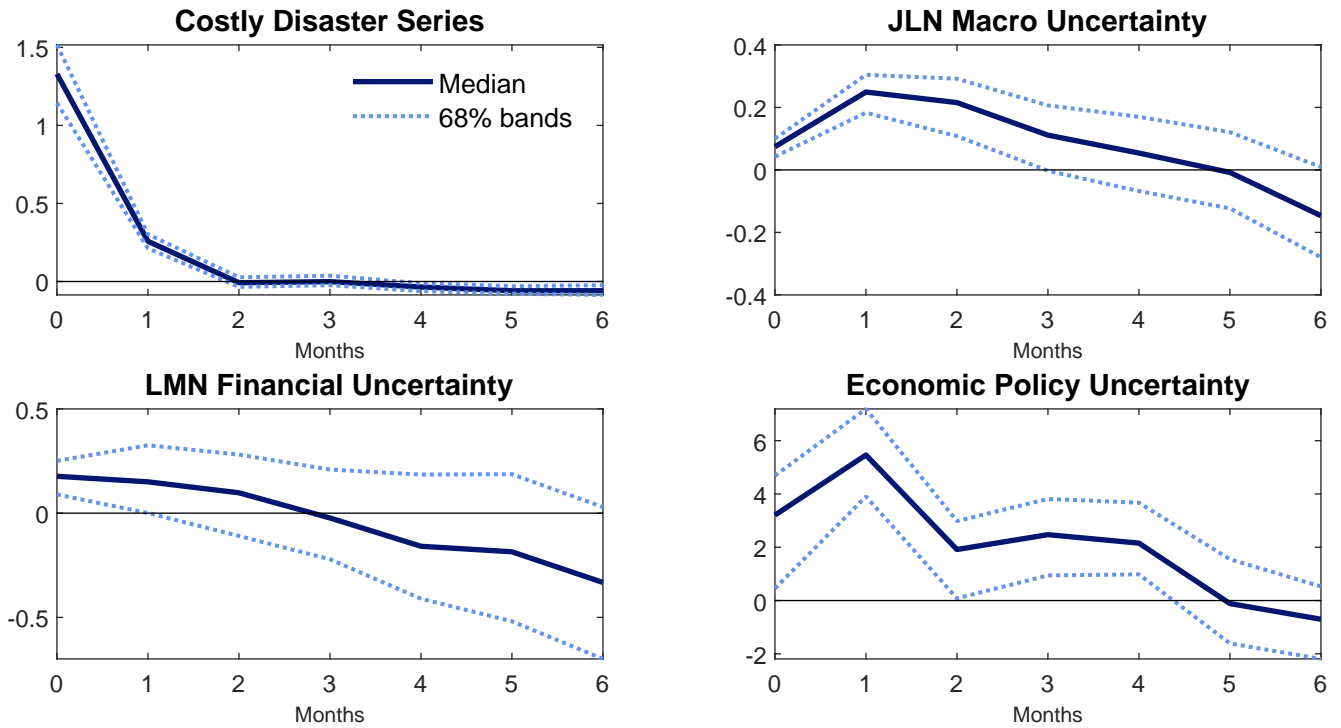 Costly Disaster Series
1.5
1
0.5
0
Median
68% bands
0 1 2 3 4 5 6
Months
JLN Macro Uncertainty
0.4
0.2
0
-0.2
-0.4
0 1 2 3 4 5 6
Months
LMN Financial Uncertainty
0.5
0
-0.5
0 1 2 3 4 5 6
Months
Economic Policy Uncertainty
6
4
2
0
-2
0 1 2 3 4 5 6
Months